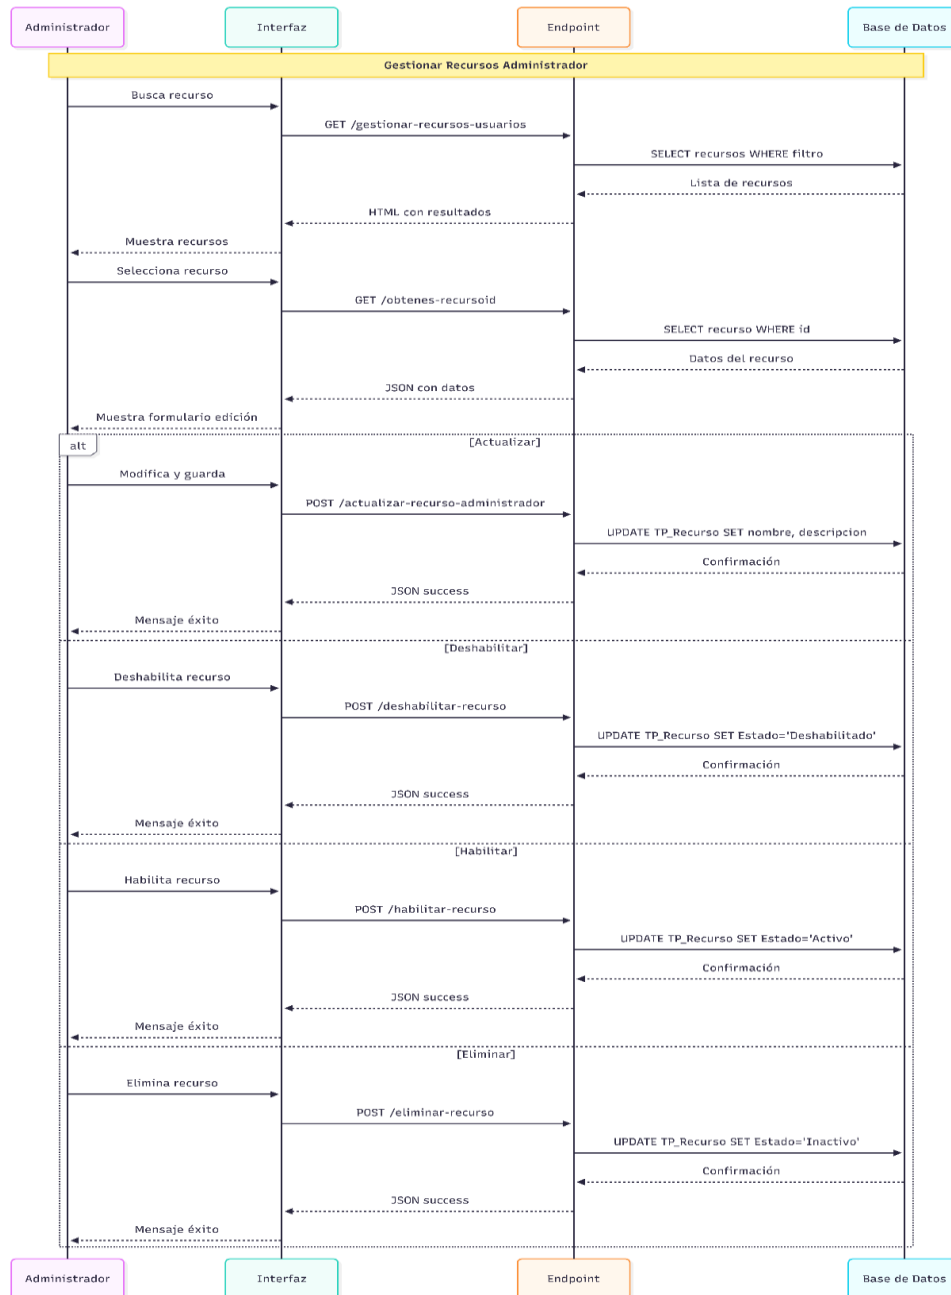 Administrador
Interfaz
Endpoint
Base de Datos
Gestionar Recursos Administrador
Busca recurso
GET /gestionar-recursos-usuarios
SELECT recursos WHERE filtro
Lista de recursos
HTML con resultados
Muestra recursos
Selecciona recurso
GET /obtenes-recursoid
SELECT recurso WHERE id
Datos del recurso
JSON con datos
Muestra formulario edición
alt
[Actualizar]
Modifica y guarda
POST /actualizar-recurso-administrador
UPDATE TP_Recurso SET nombre, descripcion
Confirmación
JSON success
Mensaje éxito
[Deshabilitar]
Deshabilita recurso
POST /deshabilitar-recurso
UPDATE TP_Recurso SET Estado='Deshabilitado'
Confirmación
JSON success
Mensaje éxito
[Habilitar]
Habilita recurso
POST /habilitar-recurso
UPDATE TP_Recurso SET Estado='Activo'
Confirmación
JSON success
Mensaje éxito
[Eliminar]
Elimina recurso
POST /eliminar-recurso
UPDATE TP_Recurso SET Estado='Inactivo'
Confirmación
JSON success
Mensaje éxito
Administrador
Interfaz
Endpoint
Base de Datos